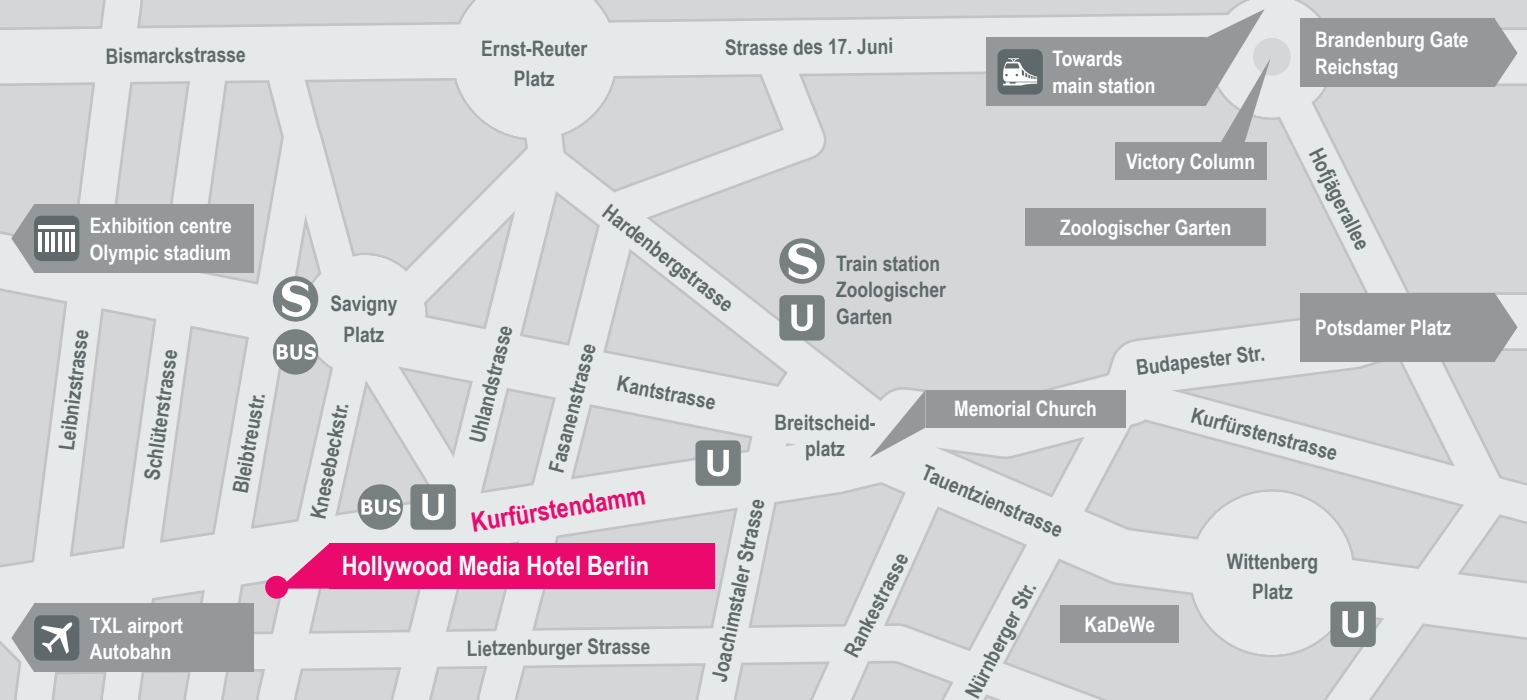 Bismarckstrasse
Ernst-Reuter
Platz
Strasse des 17. Juni
Towards
main station
Brandenburg Gate
Reichstag
Victory Column
Hofjägerallee
Zoologischer Garten
Exhibition centre
Olympic stadium
Hardenbergstrasse
S
U
Train station
Zoologischer
Garten
S
BUS
Savigny
Platz
Potsdamer Platz
Budapester Str.
Leibnizstrasse
Schlüterstrasse
Bleibtreustr.
Knesebeckstr.
Uhlandstrasse
Fasanenstrasse
Kantstrasse
Breitscheid-
platz
Memorial Church
Kurfürstenstrasse
U
Tauentzienstrasse
BUS
U
Kurfürstendamm
Hollywood Media Hotel Berlin
Joachimstaler Strasse
Rankestrasse
Nürnberger Str.
Wittenberg
Platz
U
KaDeWe
TXL airport
Autobahn
Lietzenburger Strasse